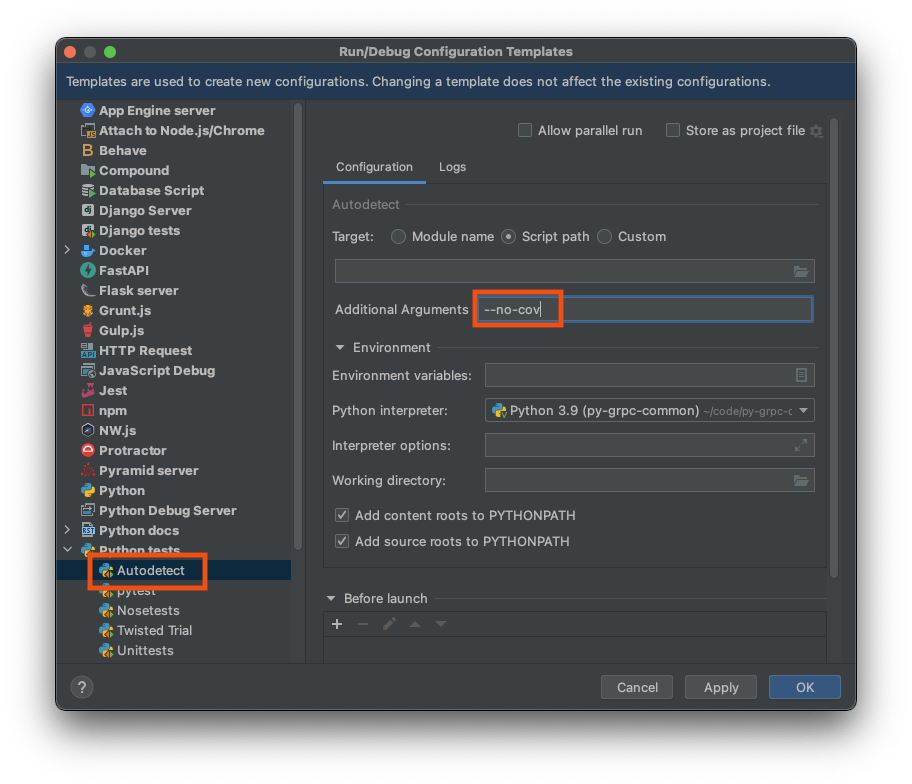 Run/Debug Configuration Templates
Templates are used to create new configurations. Changing a template does not affect the existing configurations.
App Engine server
Attach to Node.js/Chrome
Behave
Compound
Database Script
Django Server
Django tests
Docker
FastAPI
Flask server
Grunt.js
Gulp.js
HTTP Request
JavaScript Debug
Jest
npm
NW.js
Protractor
Pyramid server
Python
Python Debug Server
Python docs
Python tests
Autodetect
pytest
Nosetests
Twisted Trial
Unittests
Allow parallel run Store as project file
Configuration Logs
Autodetect
Target: Module name Script path Custom
Additional Arguments --no-cov
Environment
Environment variables:
Python interpreter: Python 3.9 (py-grpc-common) ~/code/py-grpc-c
Interpreter options:
Working directory:
Add content roots to PYTHONPATH
Add source roots to PYTHONPATH
Before launch
? Cancel Apply OK